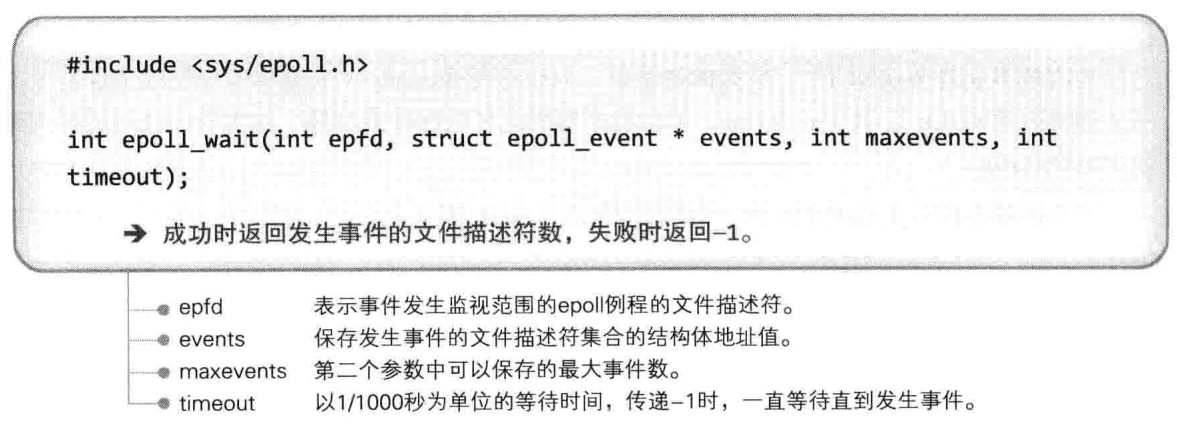 #include <sys/epoll.h>
int epoll_wait(int epfd, struct epoll_event * events, int maxevents, int
timeout);
➔ 成功时返回发生事件的文件描述符数，失败时返回–1。
epfd 表示事件发生监视范围的epoll例程的文件描述符。
events 保存发生事件的文件描述符集合的结构体地址值。
maxevents 第二个参数中可以保存的最大事件数。
timeout 以1/1000秒为单位的等待时间，传递–1时，一直等待直到发生事件。